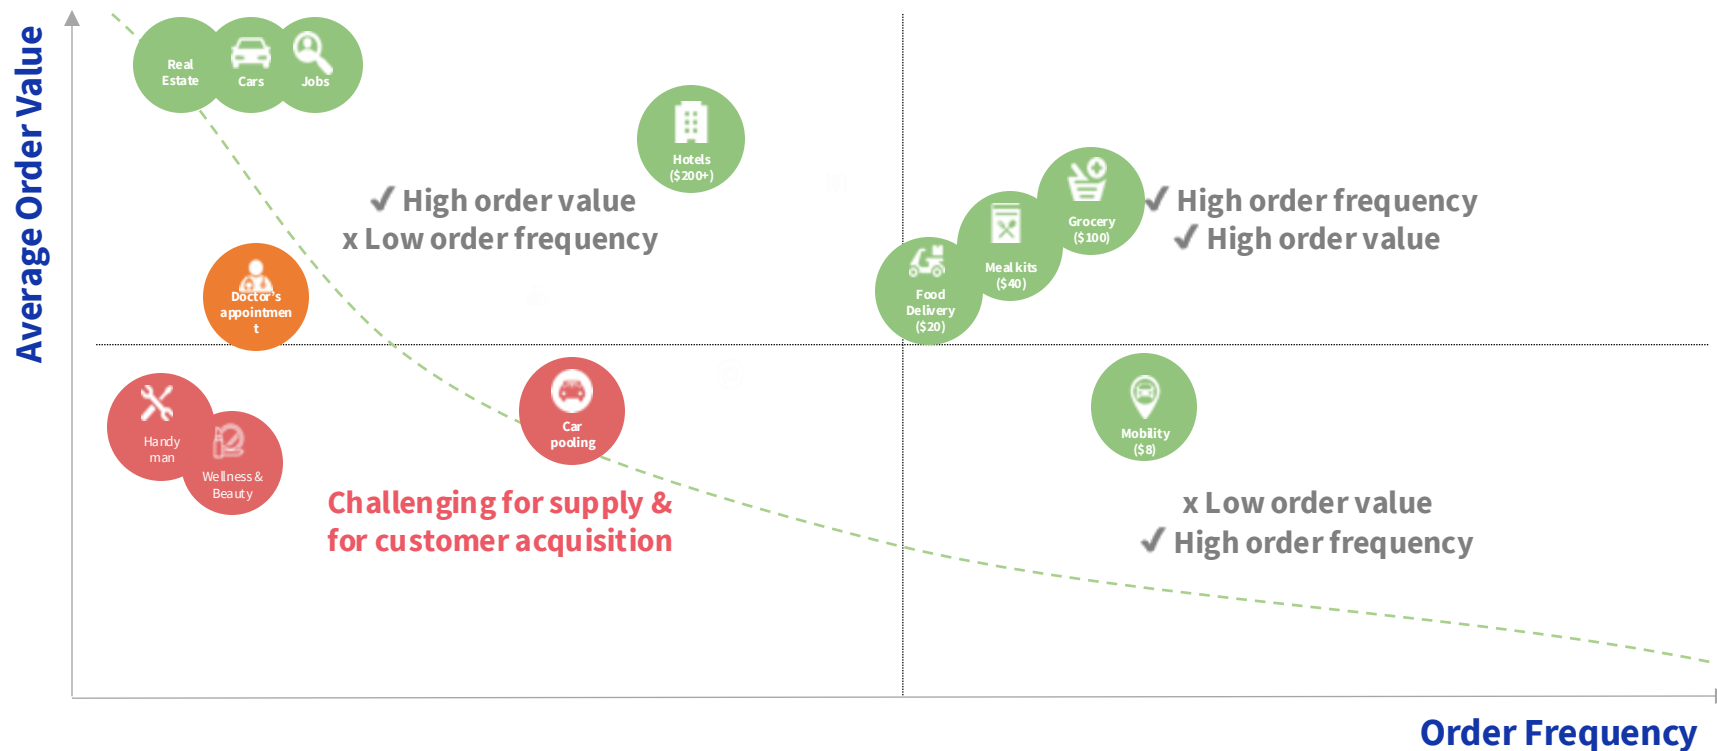 Average Order Value
Real
Estate
Cars
Jobs
Hotels
($200+)
✔ High order value
x Low order frequency
Grocery
($100)
Meal kits
($40)
Food
Delivery
($20)
✔ High order frequency
✔ High order value
Doctor's
appointmen
t
Handy
man
Wellness &
Beauty
Car
pooling
Mobility
($8)
Challenging for supply &
for customer acquisition
x Low order value
✔ High order frequency
Order Frequency